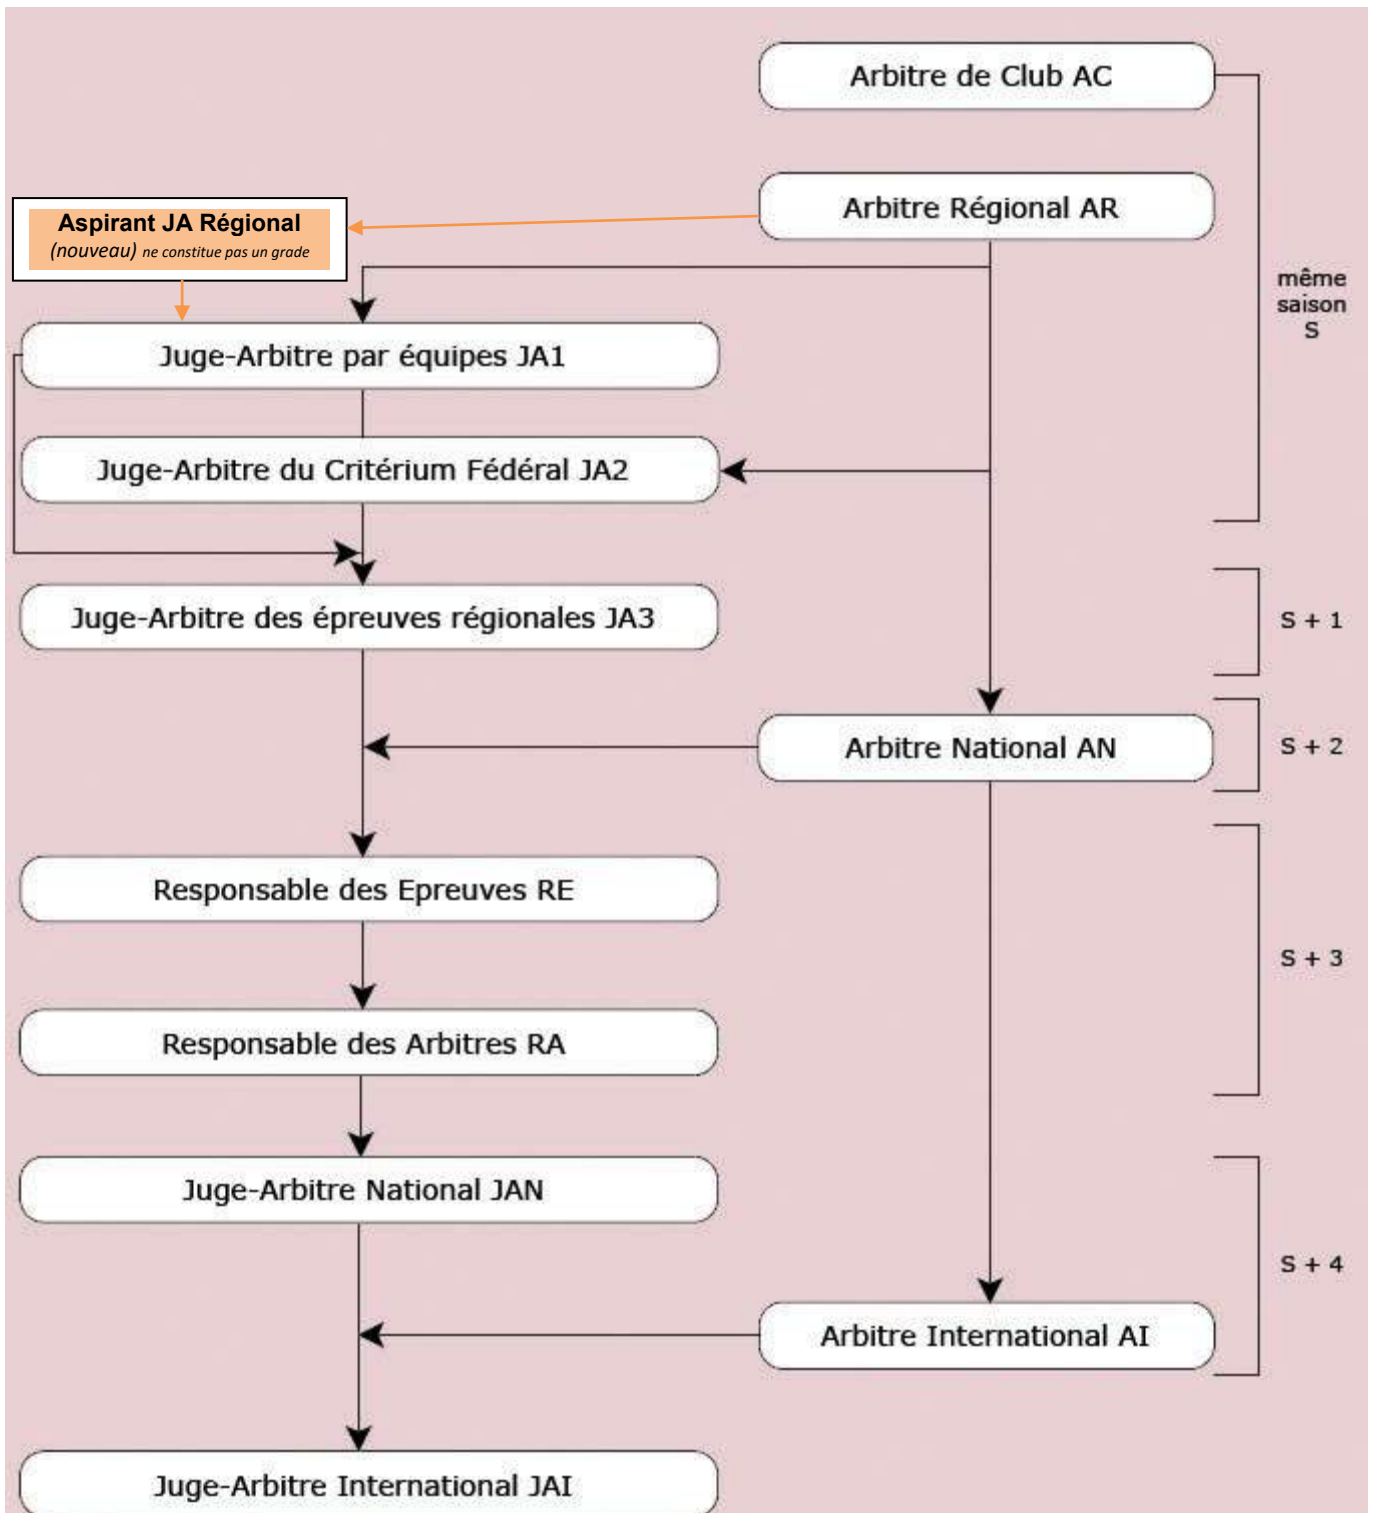 Arbitre de Club AC
Arbitre Régional AR
Aspirant JA Régional
(nouveau) ne constitue pas un grade
même
saison
S
Juge-Arbitre par équipes JA1
Juge-Arbitre du Critérium Fédéral JA2
Juge-Arbitre des épreuves régionales JA3
S + 1
Arbitre National AN
S + 2
Responsable des Epreuves RE
S + 3
Responsable des Arbitres RA
Juge-Arbitre National JAN
S + 4
Arbitre International AI
Juge-Arbitre International JAI